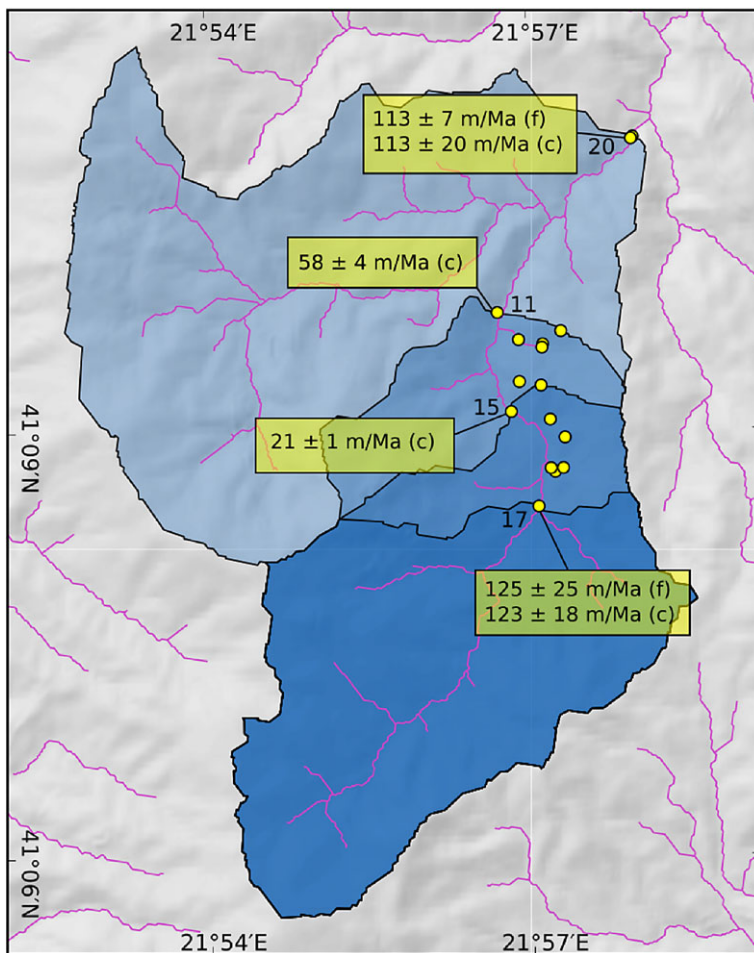 21°54′E
21°57′E
113 ± 7 m/Ma (f)
113 ± 20 m/Ma (c)
20
58 ± 4 m/Ma (c)
11
15
21 ± 1 m/Ma (c)
41°09′N
17
125 ± 25 m/Ma (f)
123 ± 18 m/Ma (c)
41°06′N
21°54′E
21°57′E